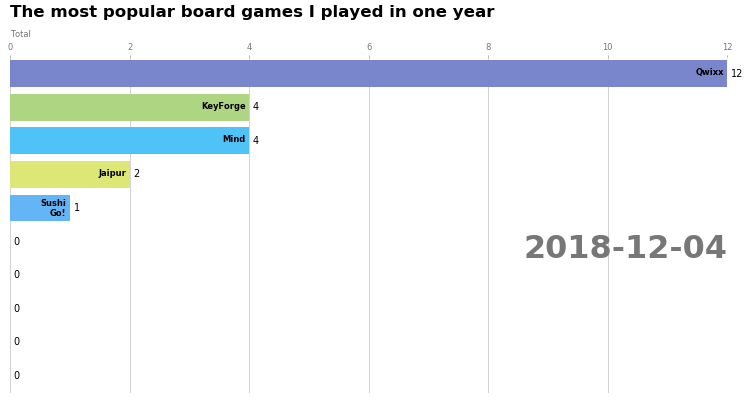 The most popular board games I played in one year
Total
0 2 4 6 8 10 12
Qwixx 12
KeyForge 4
Mind 4
Jaipur 2
Sushi
Go! 1
0
2018-12-04
0
0
0
0